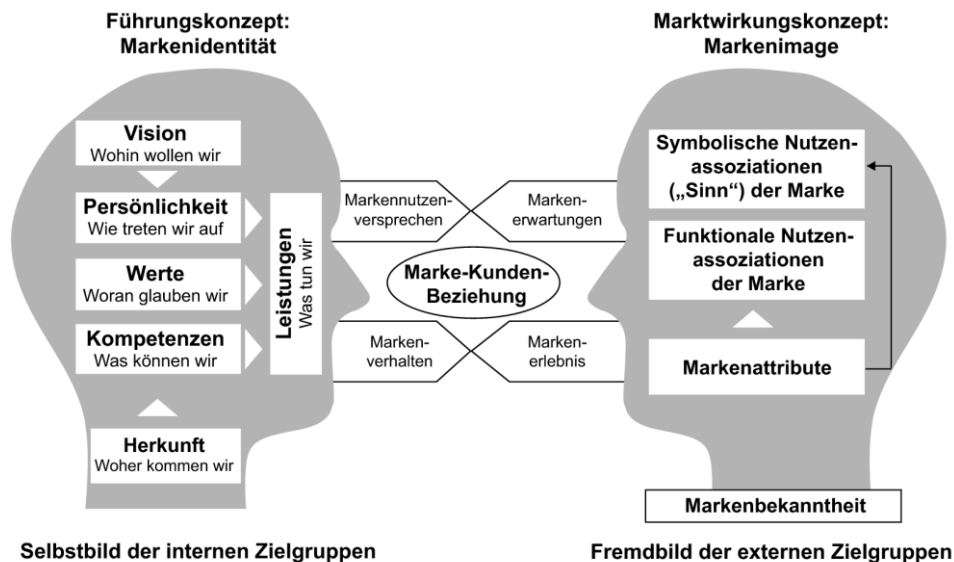 Führungskonzept:
Markenidentität
Vision
Wohin wollen wir
Persönlichkeit
Wie treten wir auf
Werte
Woran glauben wir
Kompetenzen
Was können wir
Herkunft
Woher kommen wir
Leistungen
Was tun wir
Selbstbild der internen Zielgruppen
Markennutzen-
versprechen
Marken-
erwartungen
Marke-Kunden-
Beziehung
Marken-
verhalten
Marken-
erlebnis
Marktwirkungskonzept:
Markenimage
Symbolische Nutzen-
assoziationen
(„Sinn“) der Marke
Funktionale Nutzen-
assoziationen
der Marke
Markenattribute
Markenbekanntheit
Fremdbild der externen Zielgruppen